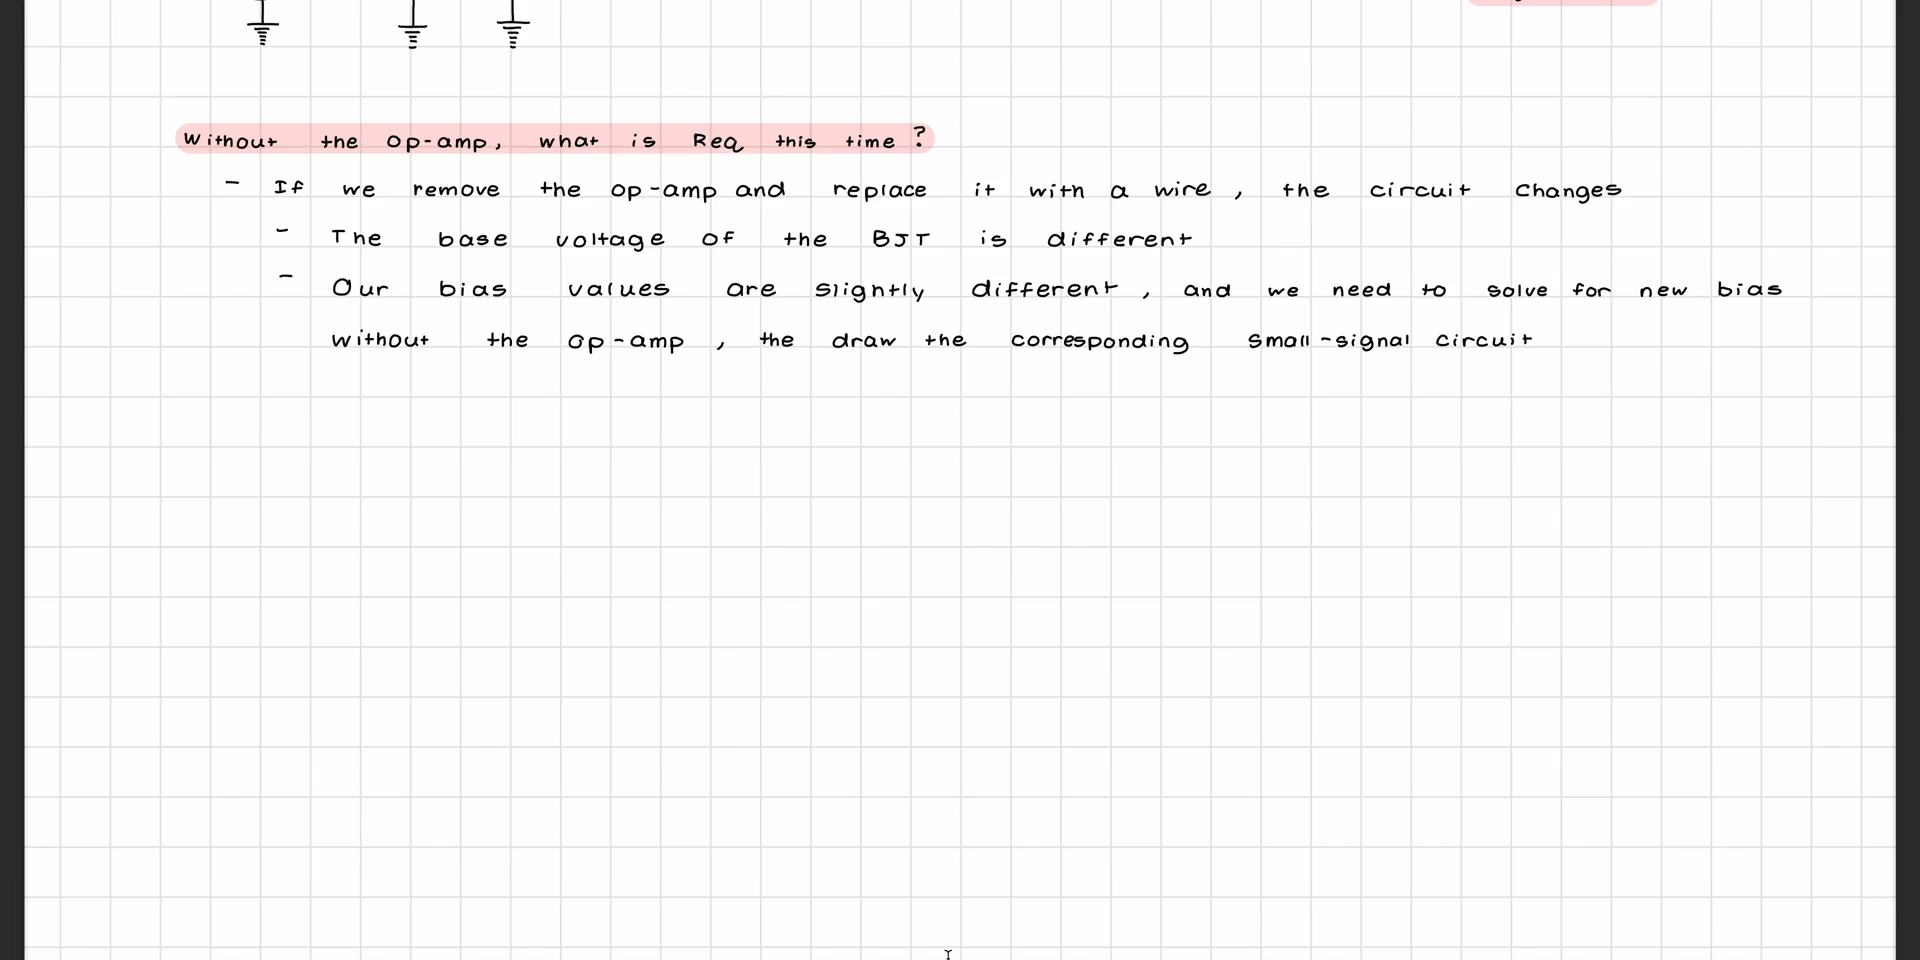 Without the op-amp, what is Req this time?
- If we remove the op-amp and replace it with a wire, the circuit changes
- The base voltage of the BJT is different
- Our bias values are slightly different, and we need to solve for new bias
without the op-amp, the draw the corresponding small-signal circuit